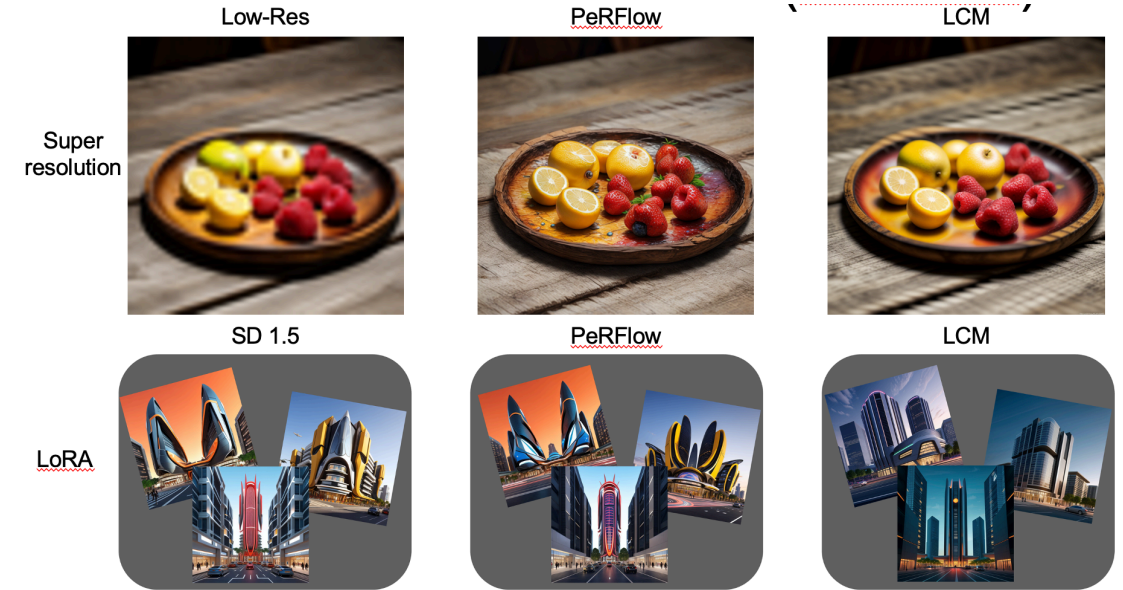 Low-Res PeRFlow LCM
Super
resolution
SD 1.5 PeRFlow LCM
LoRA